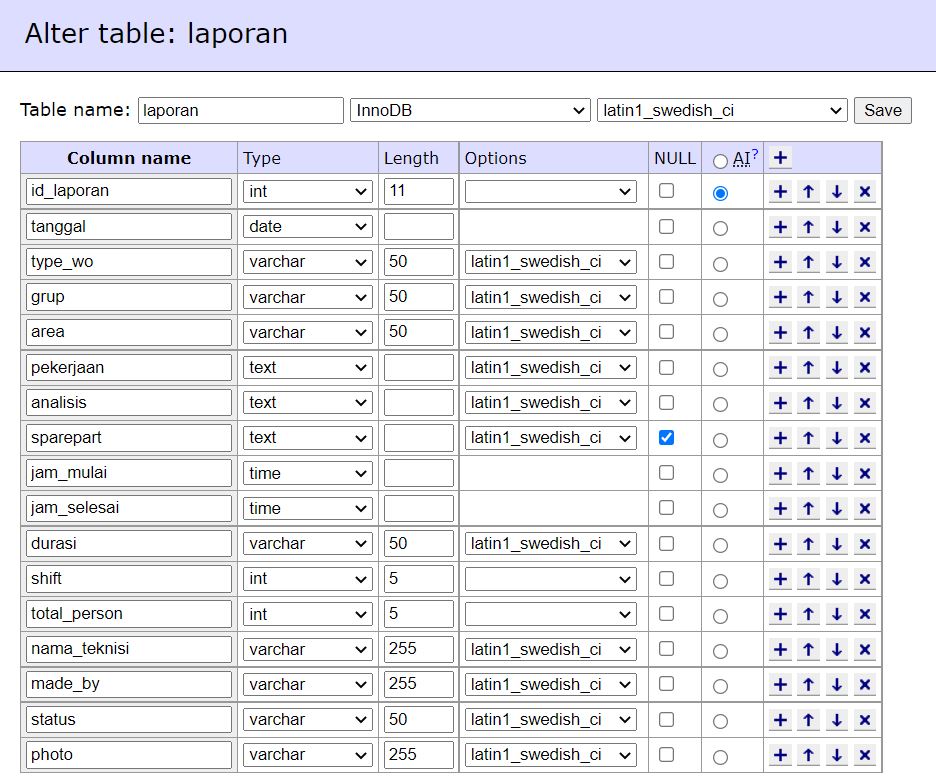 Alter table: laporan
Table name: laporan InnoDB latin1_swedish_ci Save
Column name Type Length Options NULL AI?
id_laporan int 11
tanggal date
type_wo varchar 50 latin1_swedish_ci
grup varchar 50 latin1_swedish_ci
area varchar 50 latin1_swedish_ci
pekerjaan text latin1_swedish_ci
analisis text latin1_swedish_ci
sparepart text latin1_swedish_ci
jam_mulai time
jam_selesai time
durasi varchar 50 latin1_swedish_ci
shift int 5
total_person int 5
nama_teknisi varchar 255 latin1_swedish_ci
made_by varchar 255 latin1_swedish_ci
status varchar 50 latin1_swedish_ci
photo varchar 255 latin1_swedish_ci